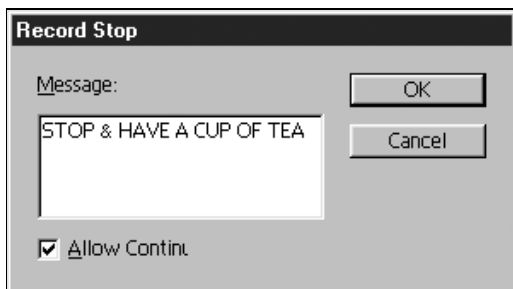 Record Stop
Message:
OK
STOP & HAVE A CUP OF TEA
Cancel
Allow Continu